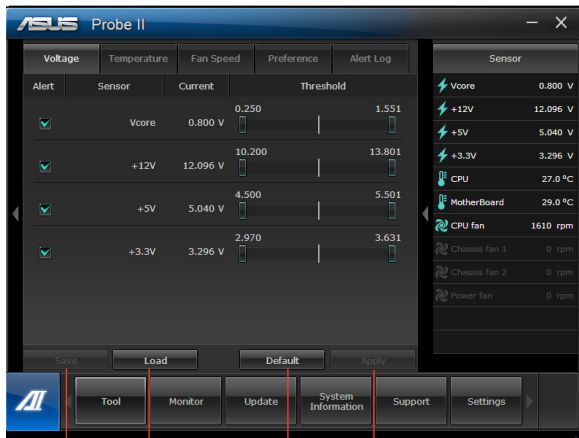 ASUS Probe II
Voltage Temperature Fan Speed Preference Alert Log
Alert Sensor Current Threshold
Vcore 0.800 V 0.250 1.551
+12V 12.096 V 10.200 13.801
+5V 5.040 V 4.500 5.501
+3.3V 3.296 V 2.970 3.631
Save Load Default Apply
Sensor
Vcore 0.800 V
+12V 12.096 V
+5V 5.040 V
+3.3V 3.296 V
CPU 27.0 ºC
MotherBoard 29.0 ºC
CPU fan 1610 rpm
Chassis fan 1 0 rpm
Chassis fan 2 0 rpm
Power fan 0 rpm
AI Tool Monitor Update System Information Support Settings